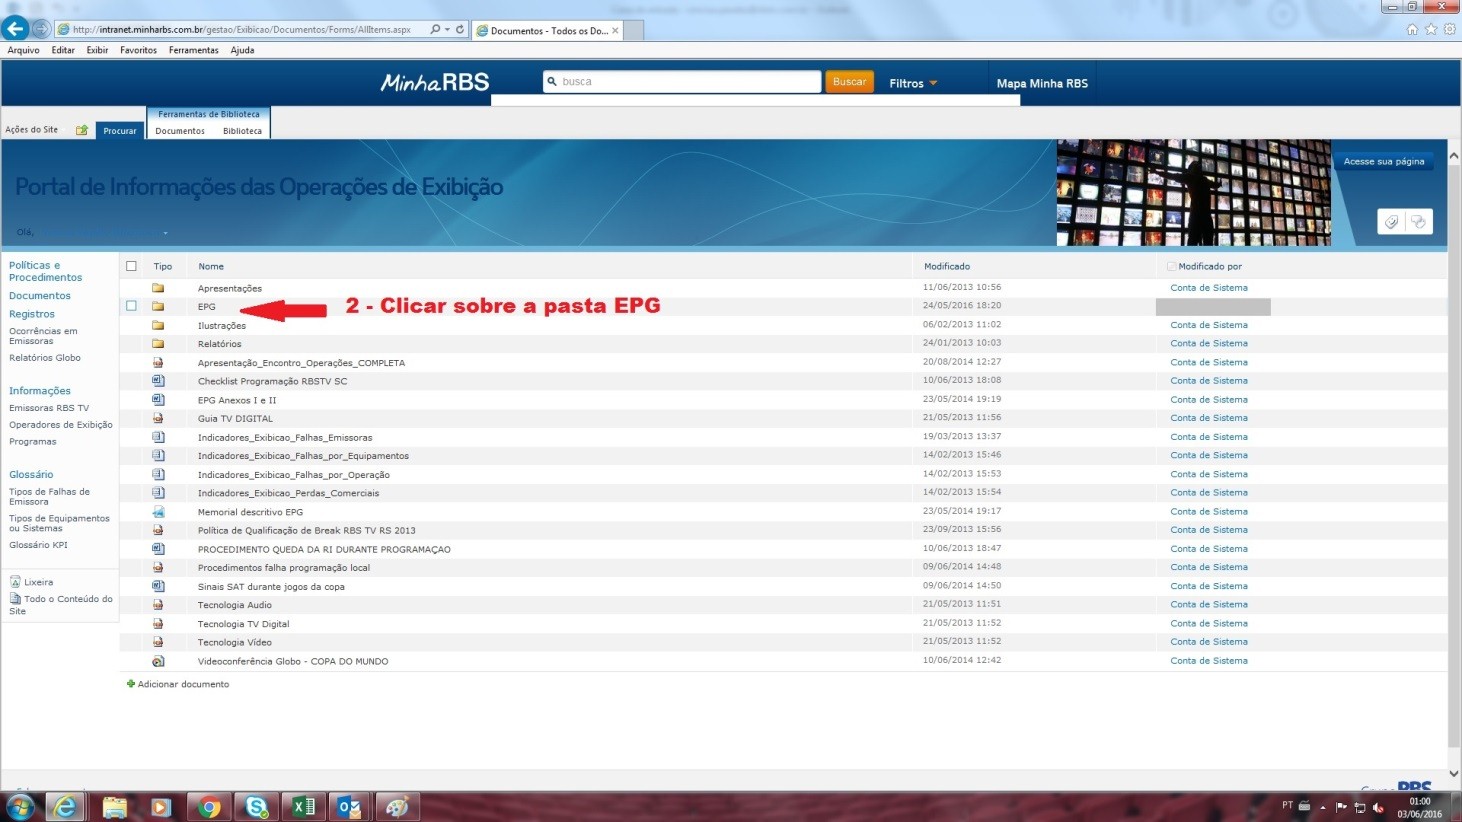 http://intranet.minharbs.com.br/gestao/Exibicao/Documentos/Forms/AllItems.aspx
Documentos - Todos os Do...
Arquivo Editar Exibir Favoritos Ferramentas Ajuda
MinhaRBS
busca
Buscar
Filtros
Mapa Minha RBS
Ferramentas de Biblioteca
Ações do Site
Procurar
Documentos
Biblioteca
Portal de Informações das Operações de Exibição
Acesse sua página
Olá,
Políticas e
Procedimentos
Documentos
Registros
Ocorrências em
Emissoras
Relatórios Globo
Informações
Emissoras RBS TV
Operadores de Exibição
Programas
Glossário
Tipos de Falhas de
Emissora
Tipos de Equipamentos
ou Sistemas
Glossário KPI
Lixeira
Todo o Conteúdo do
Site
Tipo Nome Modificado Modificado por
Apresentações 11/06/2013 10:56 Conta de Sistema
EPG 2 - Clicar sobre a pasta EPG 24/05/2016 18:20
Ilustrações 06/02/2013 11:02 Conta de Sistema
Relatórios 24/01/2013 10:03 Conta de Sistema
Apresentação_Encontro_Operações_COMPLETA 20/08/2014 12:27 Conta de Sistema
Checklist Programação RBSTV SC 10/06/2013 18:08 Conta de Sistema
EPG Anexos I e II 23/05/2014 19:19 Conta de Sistema
Guia TV DIGITAL 21/05/2013 11:56 Conta de Sistema
Indicadores_Exibicao_Falhas_Emissoras 19/03/2013 13:37 Conta de Sistema
Indicadores_Exibicao_Falhas_por_Equipamentos 14/02/2013 15:46 Conta de Sistema
Indicadores_Exibicao_Falhas_por_Operação 14/02/2013 15:53 Conta de Sistema
Indicadores_Exibicao_Perdas_Comerciais 14/02/2013 15:54 Conta de Sistema
Memorial descritivo EPG 23/05/2014 19:17 Conta de Sistema
Política de Qualificação de Break RBS TV RS 2013 23/09/2013 15:56 Conta de Sistema
PROCEDIMENTO QUEDA DA RI DURANTE PROGRAMAÇAO 10/06/2013 18:47 Conta de Sistema
Procedimentos falha programação local 09/06/2014 14:48 Conta de Sistema
Sinais SAT durante jogos da copa 09/06/2014 14:50 Conta de Sistema
Tecnologia Audio 21/05/2013 11:51 Conta de Sistema
Tecnologia TV Digital 21/05/2013 11:52 Conta de Sistema
Tecnologia Vídeo 21/05/2013 11:52 Conta de Sistema
Videoconferência Globo - COPA DO MUNDO 10/06/2014 12:42 Conta de Sistema
Adicionar documento
PT
01:00
03/06/2016